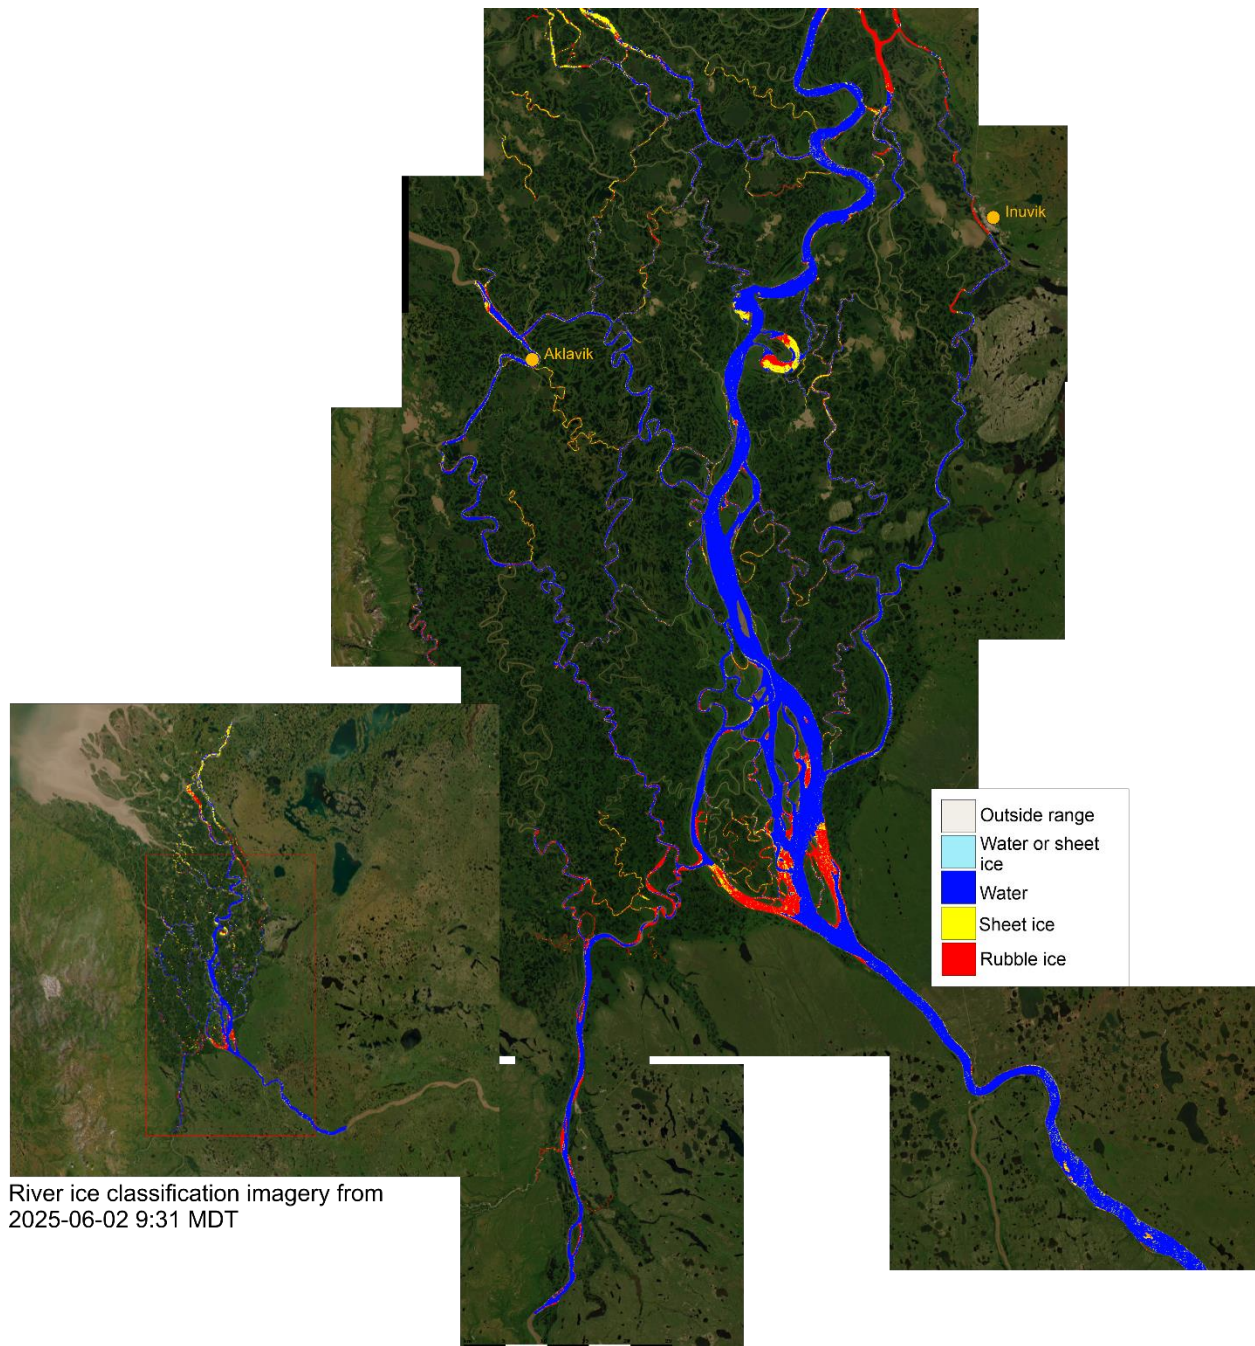 Inuvik
Aklavik
Outside range
Water or sheet
ice
Water
Sheet ice
Rubble ice
River ice classification imagery from
2025-06-02 9:31 MDT